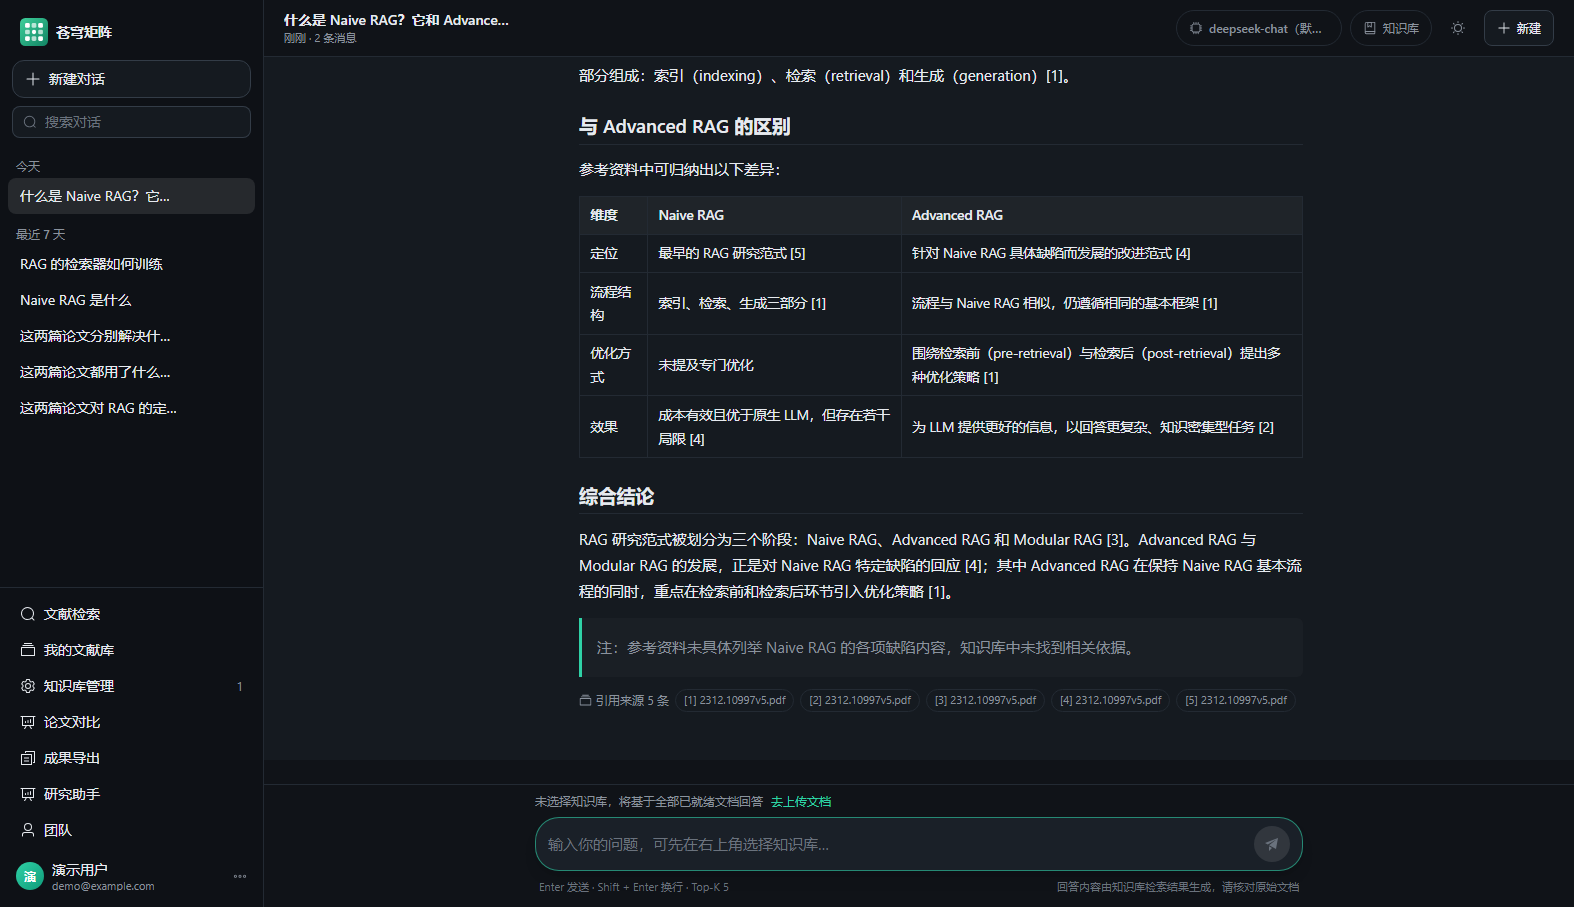 苍穹矩阵
新建对话
搜索对话
今天
什么是 Naive RAG？它...
最近 7 天
RAG 的检索器如何训练
Naive RAG 是什么
这两篇论文分别解决什...
这两篇论文都用了什么...
这两篇论文对 RAG 的定...
文献检索
我的文献库
知识库管理 1
论文对比
成果导出
研究助手
团队
演 演示用户
demo@example.com
什么是 Naive RAG？它和 Advance...
刚刚 · 2 条消息
deepseek-chat（默... 知识库 新建
部分组成：索引（indexing）、检索（retrieval）和生成（generation）[1]。
与 Advanced RAG 的区别
参考资料中可归纳出以下差异：
维度 Naive RAG Advanced RAG
定位 最早的 RAG 研究范式 [5] 针对 Naive RAG 具体缺陷而发展的改进范式 [4]
流程结构 索引、检索、生成三部分 [1] 流程与 Naive RAG 相似，仍遵循相同的基本框架 [1]
优化方式 未提及专门优化 围绕检索前（pre-retrieval）与检索后（post-retrieval）提出多种优化策略 [1]
效果 成本有效且优于原生 LLM，但存在若干局限 [4] 为 LLM 提供更好的信息，以回答更复杂、知识密集型任务 [2]
综合结论
RAG 研究范式被划分为三个阶段：Naive RAG、Advanced RAG 和 Modular RAG [3]。Advanced RAG 与
Modular RAG 的发展，正是对 Naive RAG 特定缺陷的回应 [4]；其中 Advanced RAG 在保持 Naive RAG 基本流
程的同时，重点在检索前和检索后环节引入优化策略 [1]。
注：参考资料未具体列举 Naive RAG 的各项缺陷内容，知识库中未找到相关依据。
引用来源 5 条 [1] 2312.10997v5.pdf [2] 2312.10997v5.pdf [3] 2312.10997v5.pdf [4] 2312.10997v5.pdf [5] 2312.10997v5.pdf
未选择知识库，将基于全部已就绪文档回答 去上传文档
输入你的问题，可先在右上角选择知识库...
Enter 发送 · Shift + Enter 换行 · Top-K 5 回答内容由知识库检索结果生成，请核对原始文档